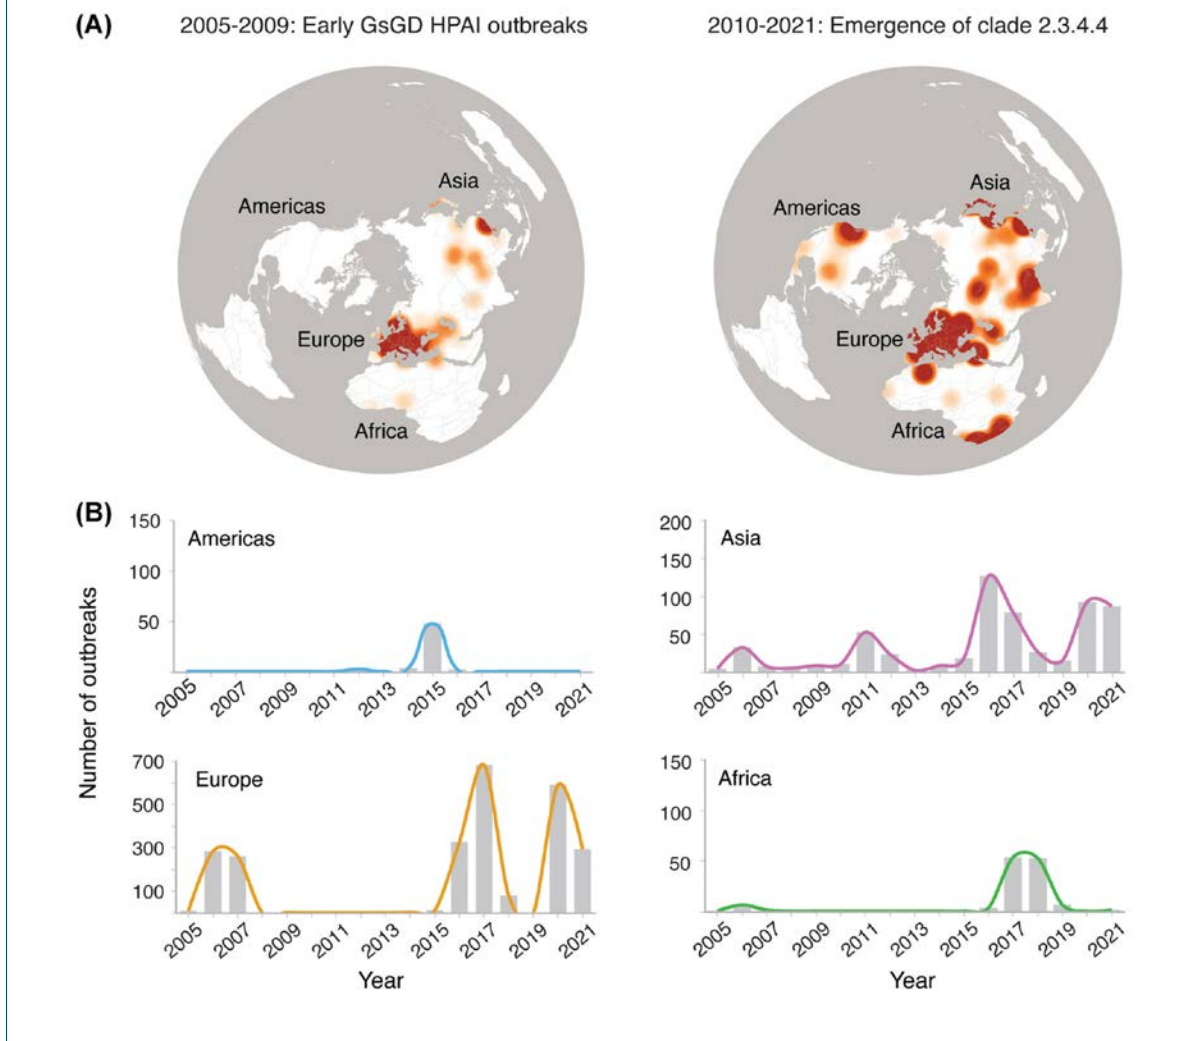 (A)
2005-2009: Early GsGD HPAI outbreaks
2010-2021: Emergence of clade 2.3.4.4
Asia
Americas
Europe
Africa
Asia
Americas
Europe
Africa
(B)
Number of outbreaks
150
100
50
Americas
2005 2007 2009 2011 2013 2015 2017 2019 2021
200
150
100
50
Asia
2005 2007 2009 2011 2013 2015 2017 2019 2021
700
500
300
100
Europe
2005 2007 2009 2011 2013 2015 2017 2019 2021
Year
150
100
50
Africa
2005 2007 2009 2011 2013 2015 2017 2019 2021
Year